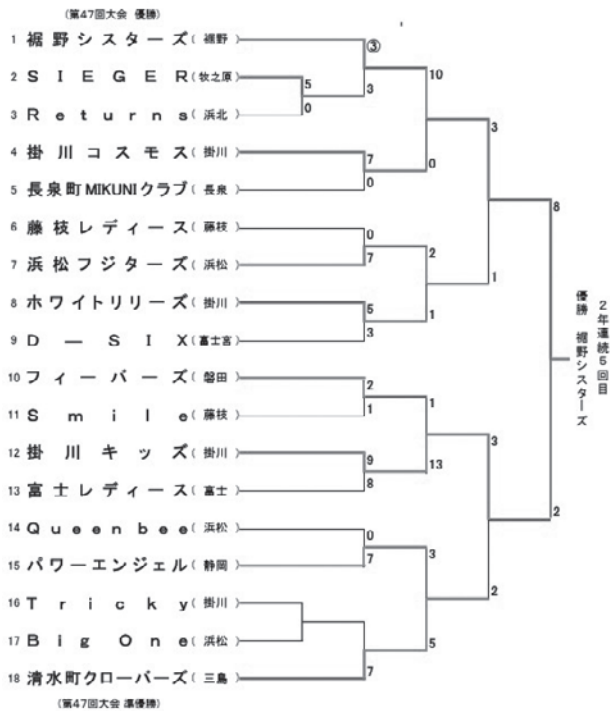 (第47回大会 優勝)
1 裾野シスターズ(裾野)
2 SIEGER(牧之原)
3 Returns(浜北)
4 掛川コスモス(掛川)
5 長泉町MIKUNIクラブ(長泉)
6 藤枝レディース(藤枝)
7 浜松フジターズ(浜松)
8 ホワイトリリーズ(掛川)
9 D-SIX(富士宮)
10 フィーバーズ(磐田)
11 Smile(藤枝)
12 掛川キッズ(掛川)
13 富士レディース(富士)
14 Queenbee(浜松)
15 パワーエンジェル(静岡)
16 Tricky(掛川)
17 Big One(浜松)
18 清水町クローバーズ(三島)
(第47回大会 準優勝)
③
3
5
0
7
0
0
7
5
3
2
1
9
8
0
7
7
10
0
2
1
1
13
3
5
3
1
3
2
8
2
2年連続5回目
優勝 裾野シスターズ